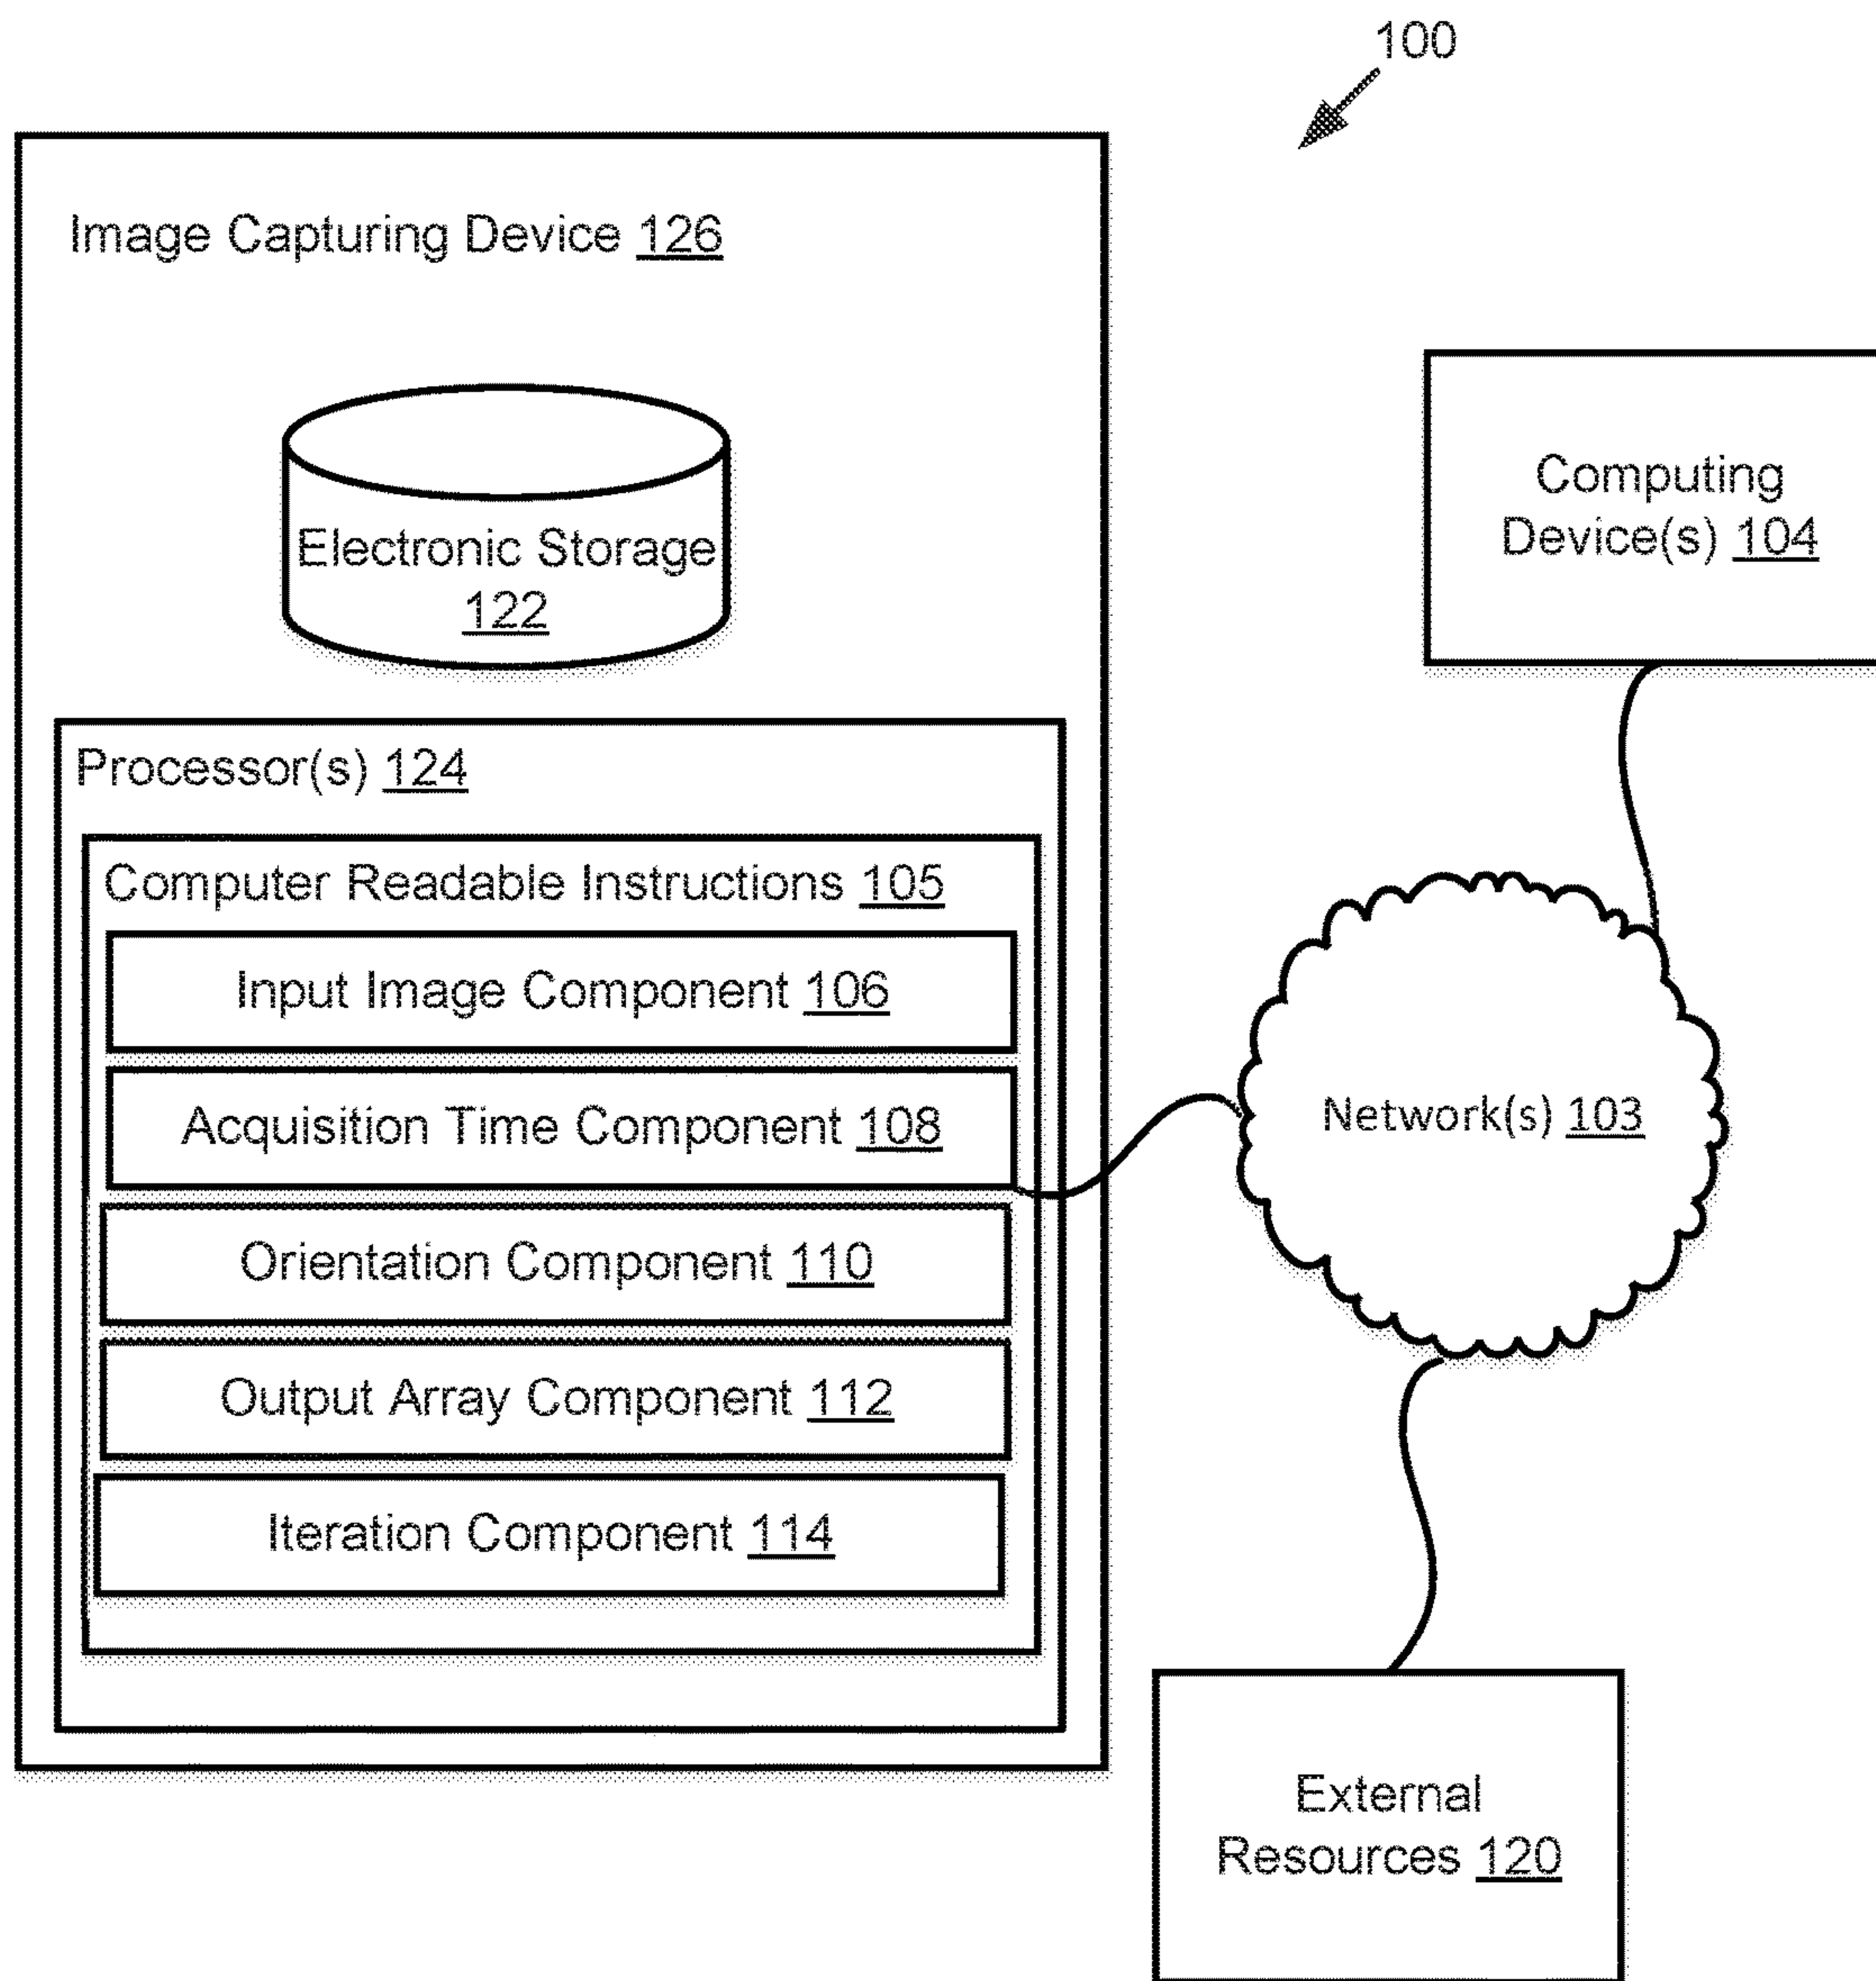 100
Image Capturing Device 126
Electronic Storage
122
Computing
Device(s) 104
Processor(s) 124
Computer Readable Instructions 105
Input Image Component 106
Acquisition Time Component 108
Orientation Component 110
Output Array Component 112
Iteration Component 114
Network(s) 103
External
Resources 120